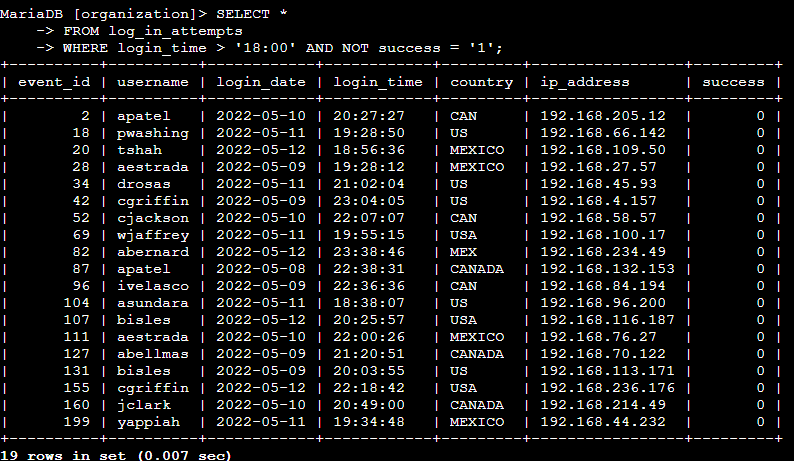 MariaDB [organization]> SELECT *
    -> FROM log_in_attempts
    -> WHERE login_time > '18:00' AND NOT success = '1';
+----------+----------+------------+------------+---------+-----------------+---------+
| event_id | username | login_date | login_time | country | ip_address      | success |
+----------+----------+------------+------------+---------+-----------------+---------+
|        2 | apatel   | 2022-05-10 | 20:27:27   | CAN     | 192.168.205.12  |       0 |
|       18 | pwashing | 2022-05-11 | 19:28:50   | US      | 192.168.66.142  |       0 |
|       20 | tshah    | 2022-05-12 | 18:56:36   | MEXICO  | 192.168.109.50  |       0 |
|       28 | aestrada | 2022-05-09 | 19:28:12   | MEXICO  | 192.168.27.57   |       0 |
|       34 | drosas   | 2022-05-11 | 21:02:04   | US      | 192.168.45.93   |       0 |
|       42 | cgriffin | 2022-05-09 | 23:04:05   | US      | 192.168.4.157   |       0 |
|       52 | cjackson | 2022-05-10 | 22:07:07   | CAN     | 192.168.58.57   |       0 |
|       69 | wjaffrey | 2022-05-11 | 19:55:15   | USA     | 192.168.100.17  |       0 |
|       82 | abernard | 2022-05-12 | 23:38:46   | MEX     | 192.168.234.49  |       0 |
|       87 | apatel   | 2022-05-08 | 22:38:31   | CANADA  | 192.168.132.153 |       0 |
|       96 | ivelasco | 2022-05-09 | 22:36:36   | CAN     | 192.168.84.194  |       0 |
|      104 | asundara | 2022-05-11 | 18:38:07   | US      | 192.168.96.200  |       0 |
|      107 | bisles   | 2022-05-12 | 20:25:57   | USA     | 192.168.116.187 |       0 |
|      111 | aestrada | 2022-05-10 | 22:00:26   | MEXICO  | 192.168.76.27   |       0 |
|      127 | abellmas | 2022-05-09 | 21:20:51   | CANADA  | 192.168.70.122  |       0 |
|      131 | bisles   | 2022-05-09 | 20:03:55   | US      | 192.168.113.171 |       0 |
|      155 | cgriffin | 2022-05-12 | 22:18:42   | USA     | 192.168.236.176 |       0 |
|      160 | jclark   | 2022-05-10 | 20:49:00   | CANADA  | 192.168.214.49  |       0 |
|      199 | yappiah  | 2022-05-11 | 19:34:48   | MEXICO  | 192.168.44.232  |       0 |
+----------+----------+------------+------------+---------+-----------------+---------+
19 rows in set (0.007 sec)